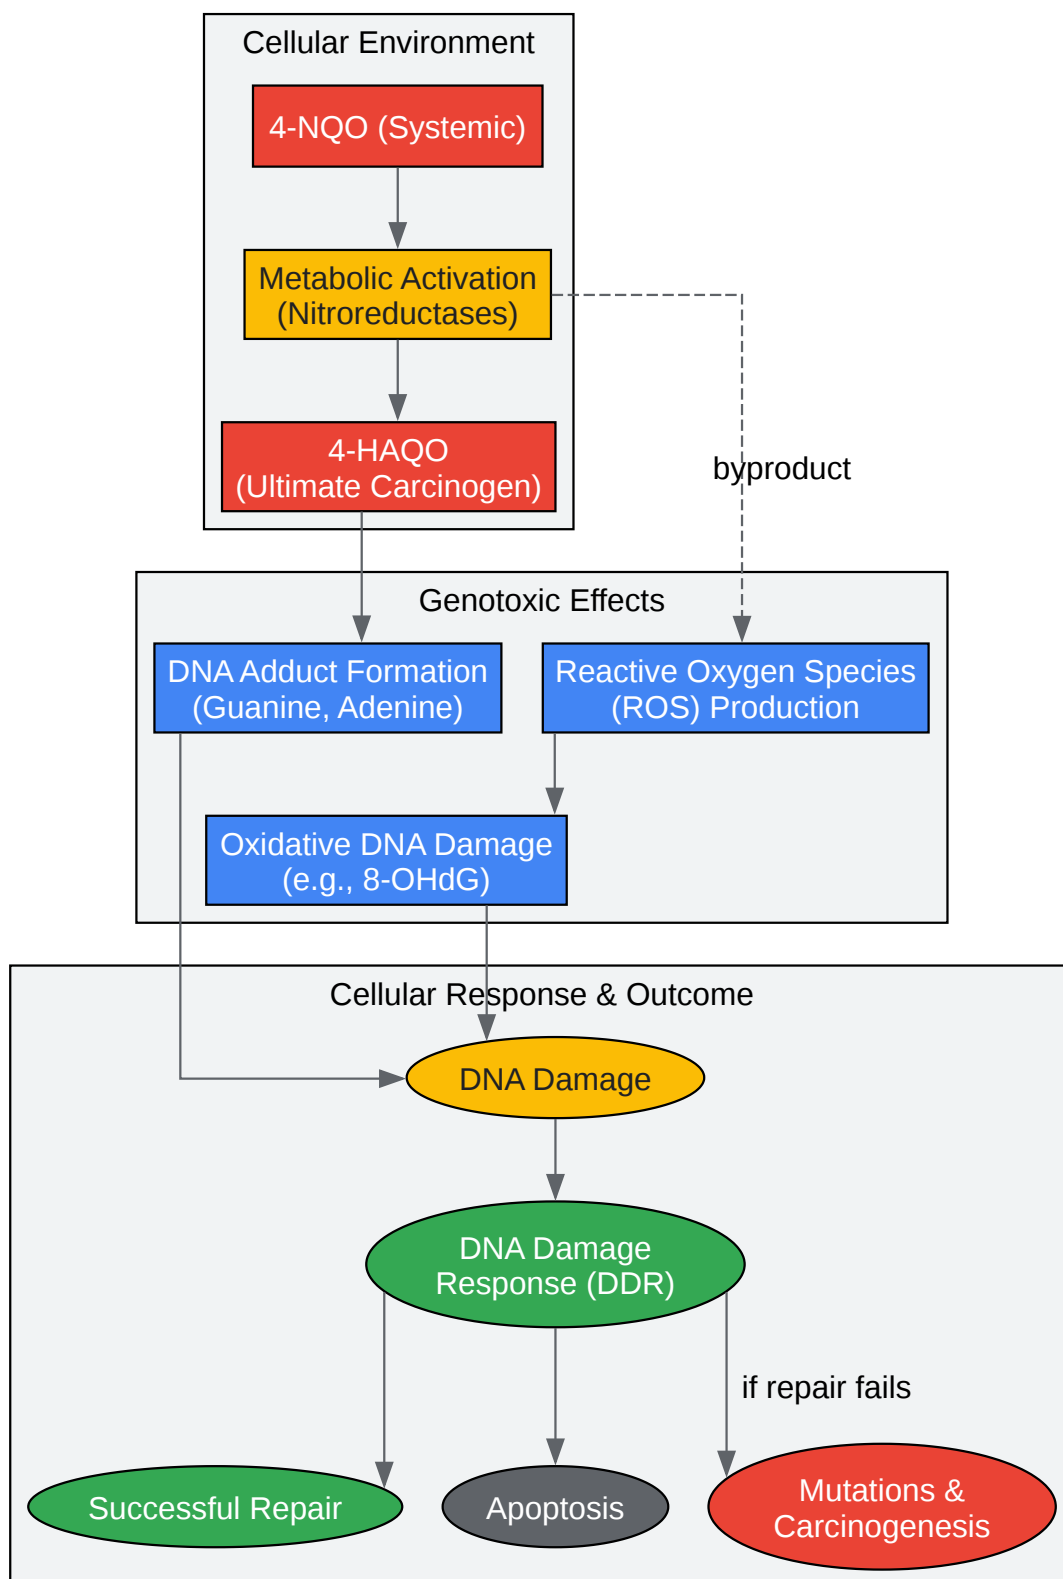 Cellular Environment
4-NQO (Systemic)
Metabolic Activation
(Nitroreductases)
4-HAQO
(Ultimate Carcinogen)
byproduct
Genotoxic Effects
DNA Adduct Formation
(Guanine, Adenine)
Reactive Oxygen Species
(ROS) Production
Oxidative DNA Damage
(e.g., 8-OHdG)
Cellular Response & Outcome
DNA Damage
DNA Damage
Response (DDR)
if repair fails
Successful Repair
Apoptosis
Mutations &
Carcinogenesis